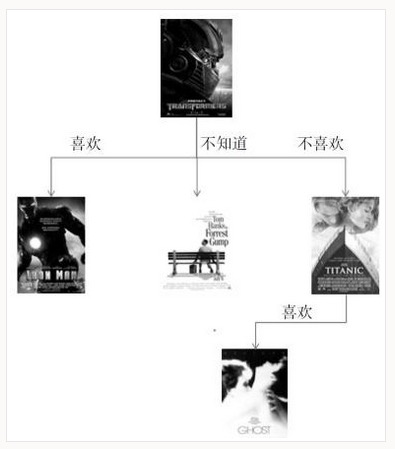 TRANSFORMERS
喜欢
不知道
不喜欢
Tom
Hanks
Forrest
Gump
IRON MAN
TITANIC
喜欢
GHOST